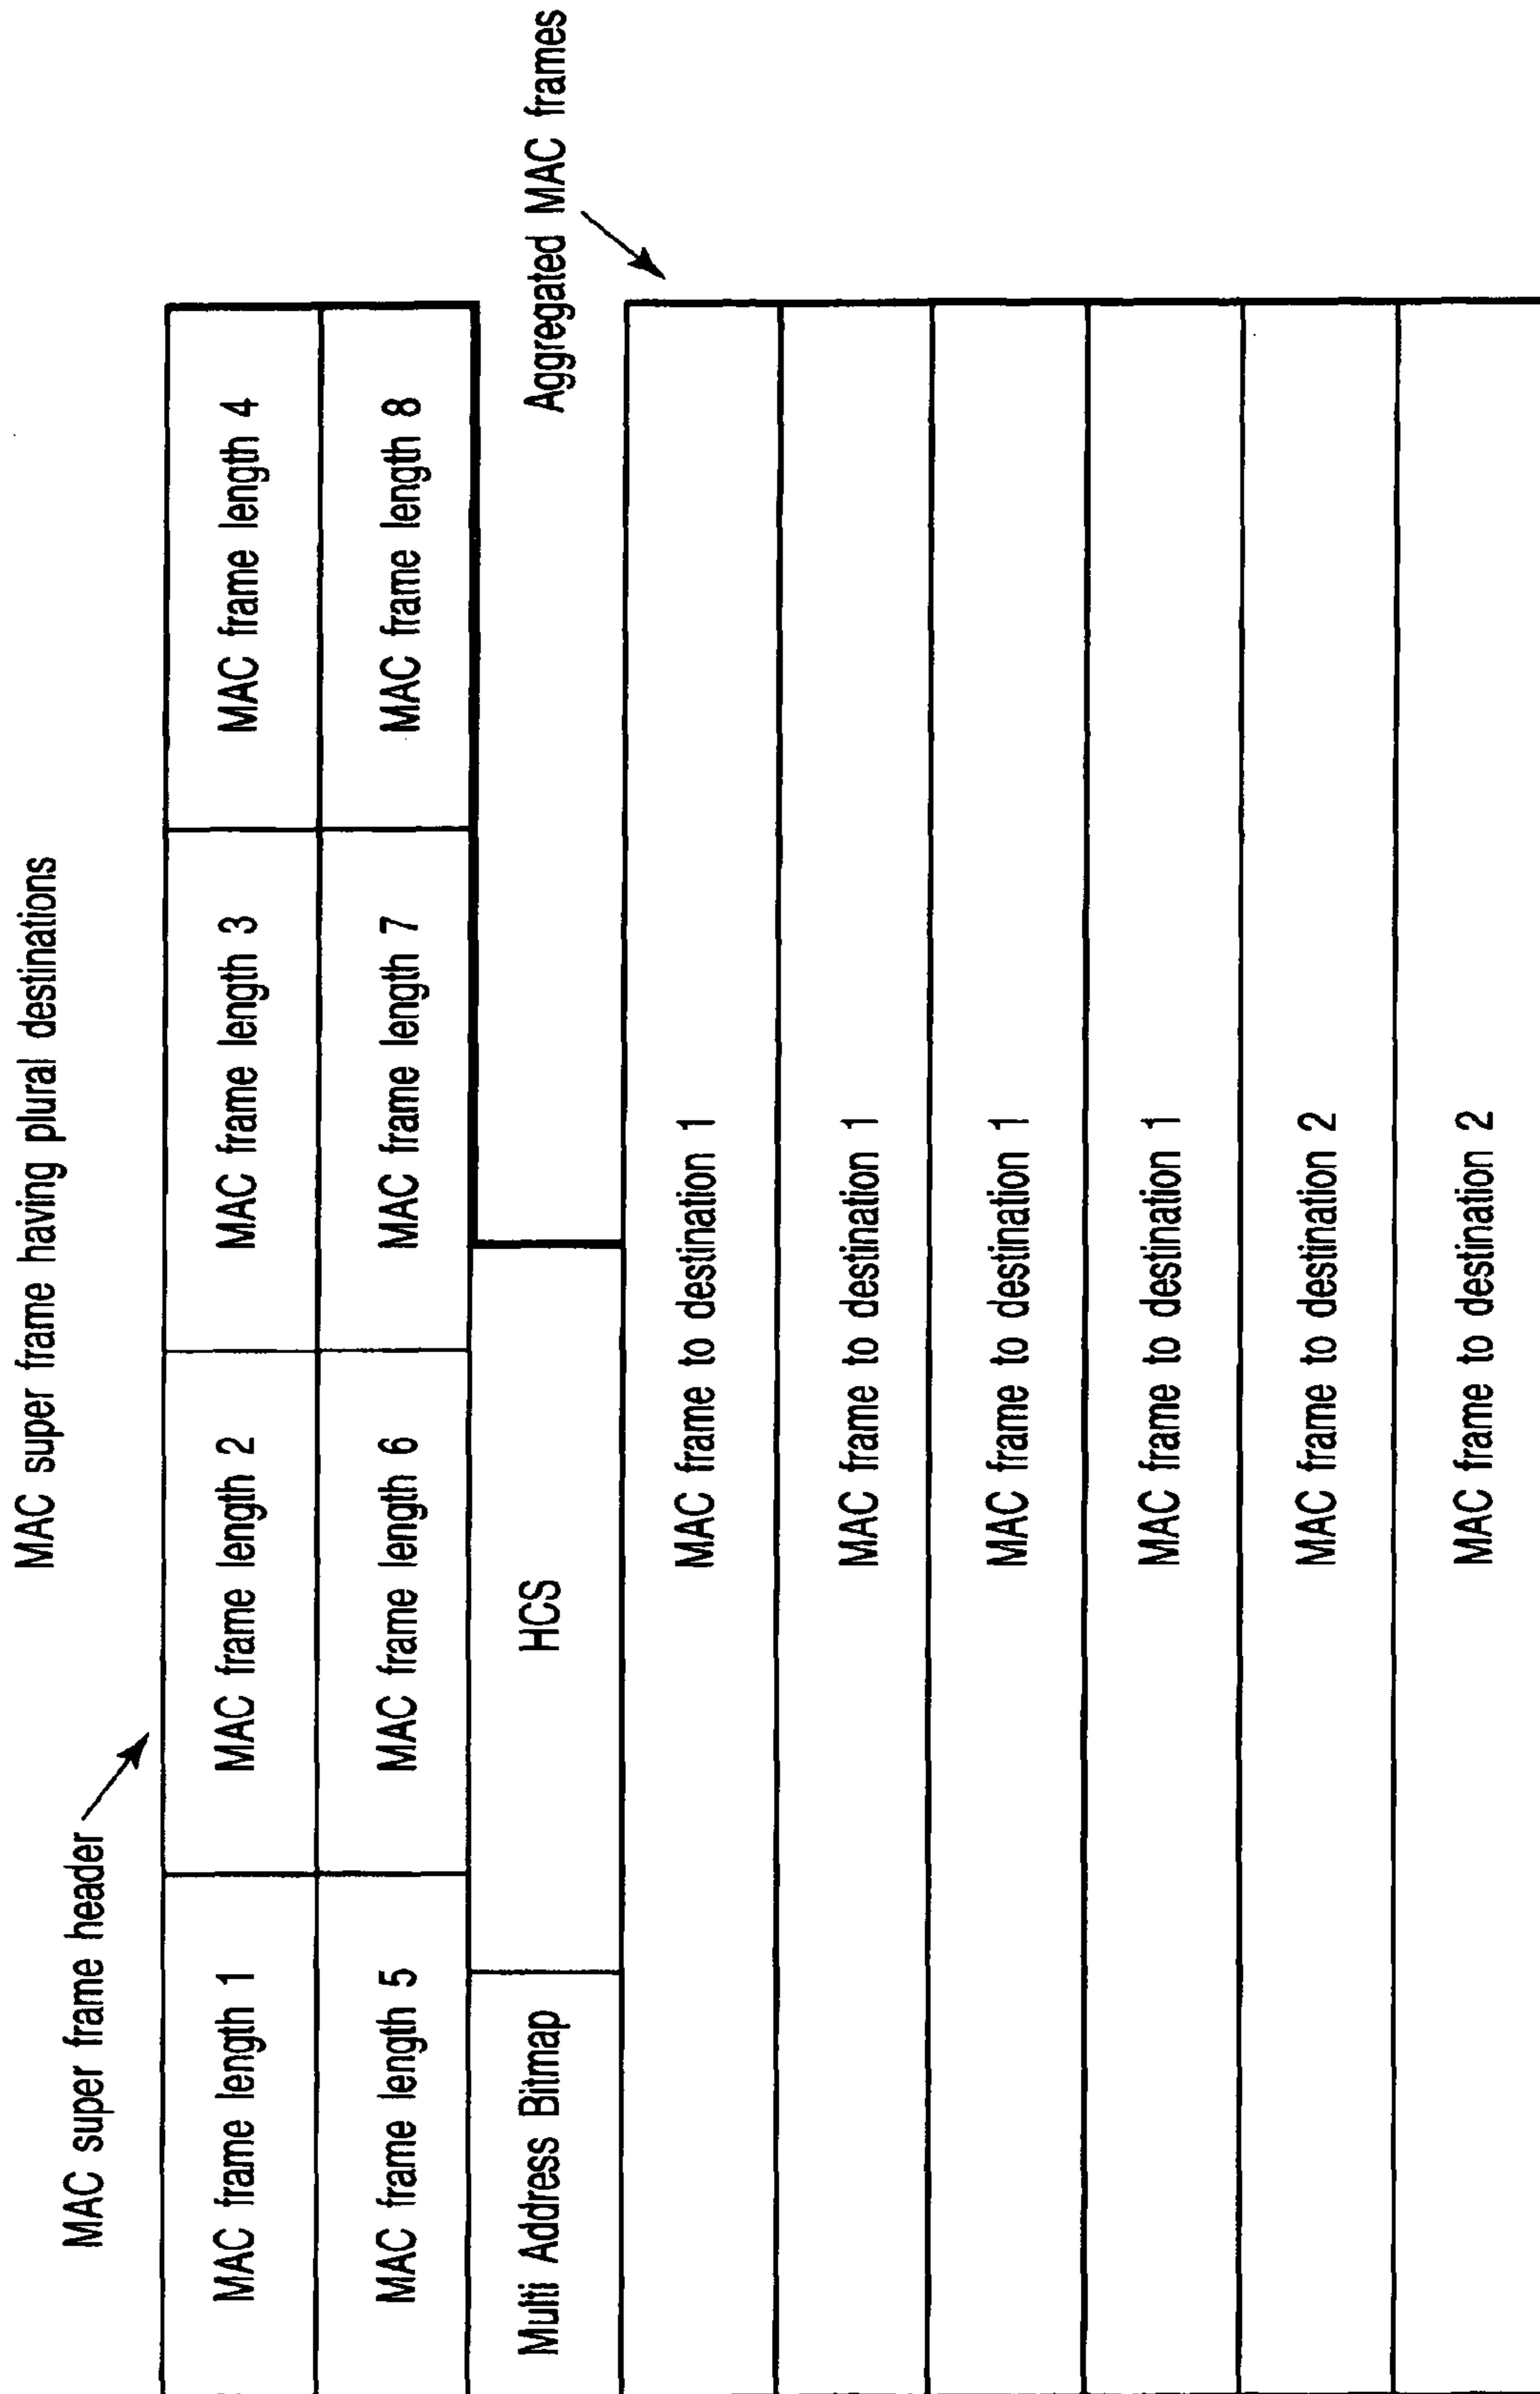 MAC super frame having plural destinations
MAC super frame header
MAC frame length 1
MAC frame length 2
MAC frame length 3
MAC frame length 4
MAC frame length 5
MAC frame length 6
MAC frame length 7
MAC frame length 8
Multi Address Bitmap
HCS
Aggregated MAC frames
MAC frame to destination 1
MAC frame to destination 1
MAC frame to destination 1
MAC frame to destination 1
MAC frame to destination 2
MAC frame to destination 2